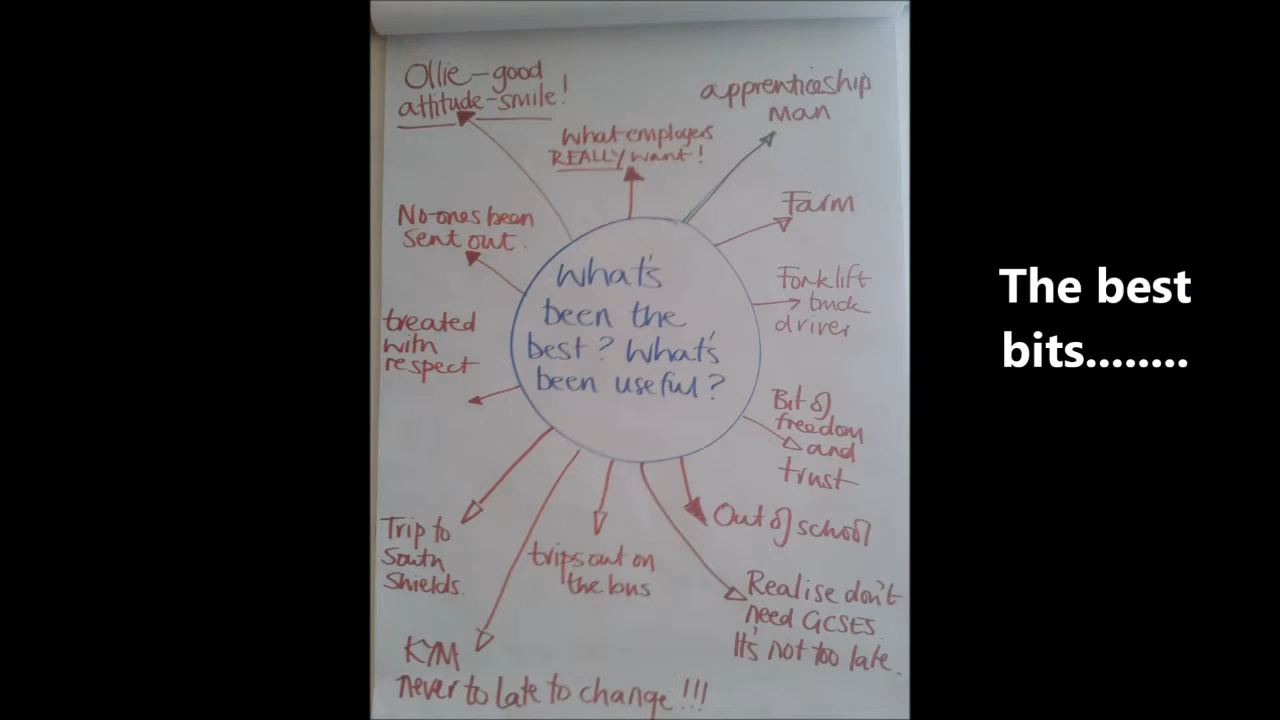 Ollie - good
attitude - smile!
What employers
REALLY want!
apprenticeship
man
Farm
Forklift
truck
driver
Bit of
freedom
and
trust
Out of school
Realise don't
need GCSES.
It's not too late.
trips out on
the bus
KYM
never to late to change!!!
Trip to
South
Shields.
treated
with
respect
No-ones been
sent out.
What's
been the
best? What's
been useful?
The best
bits........